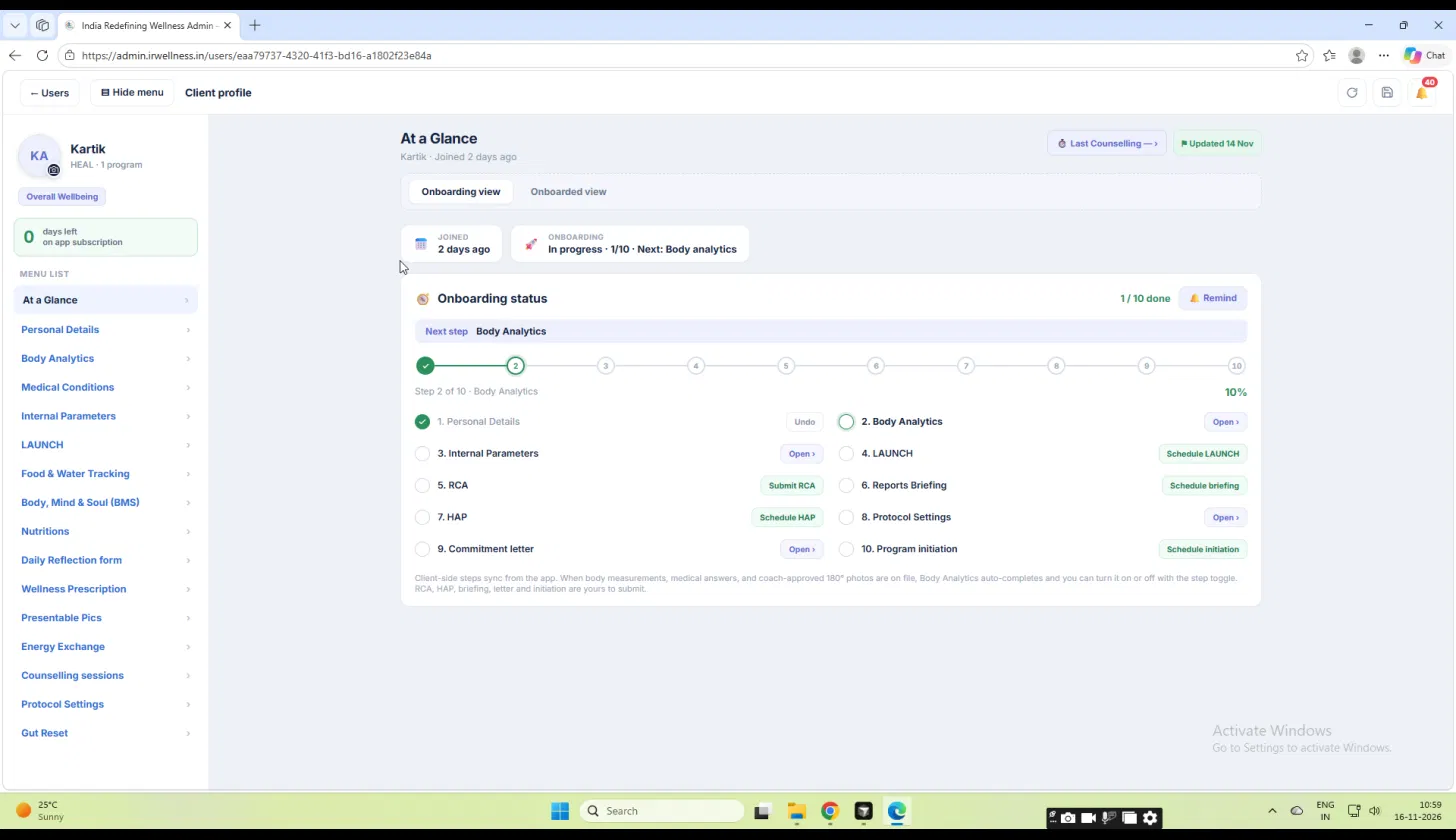 India Redefining Wellness Admin -
https://admin.irwellness.in/users/eaa79737-4320-41f3-bd16-a1802f23e84a
Chat
← Users
Hide menu
Client profile
40
KA
Kartik
HEAL · 1 program
Overall Wellbeing
0 days left
on app subscription
MENU LIST
At a Glance
Personal Details
Body Analytics
Medical Conditions
Internal Parameters
LAUNCH
Food & Water Tracking
Body, Mind & Soul (BMS)
Nutritions
Daily Reflection form
Wellness Prescription
Presentable Pics
Energy Exchange
Counselling sessions
Protocol Settings
Gut Reset
At a Glance
Kartik · Joined 2 days ago
Last Counselling — ›
Updated 14 Nov
Onboarding view
Onboarded view
JOINED
2 days ago
ONBOARDING
In progress · 1/10 · Next: Body analytics
Onboarding status
1 / 10 done
Remind
Next step Body Analytics
2 3 4 5 6 7 8 9 10
Step 2 of 10 · Body Analytics
10%
1. Personal Details Undo
2. Body Analytics Open ›
3. Internal Parameters Open ›
4. LAUNCH Schedule LAUNCH
5. RCA Submit RCA
6. Reports Briefing Schedule briefing
7. HAP Schedule HAP
8. Protocol Settings Open ›
9. Commitment letter Open ›
10. Program initiation Schedule initiation
Client-side steps sync from the app. When body measurements, medical answers, and coach-approved 180° photos are on file, Body Analytics auto-completes and you can turn it on or off with the step toggle.
RCA, HAP, briefing, letter and initiation are yours to submit.
Activate Windows
Go to Settings to activate Windows.
25°C
Sunny
Search
ENG
IN
10:59
16-11-2026